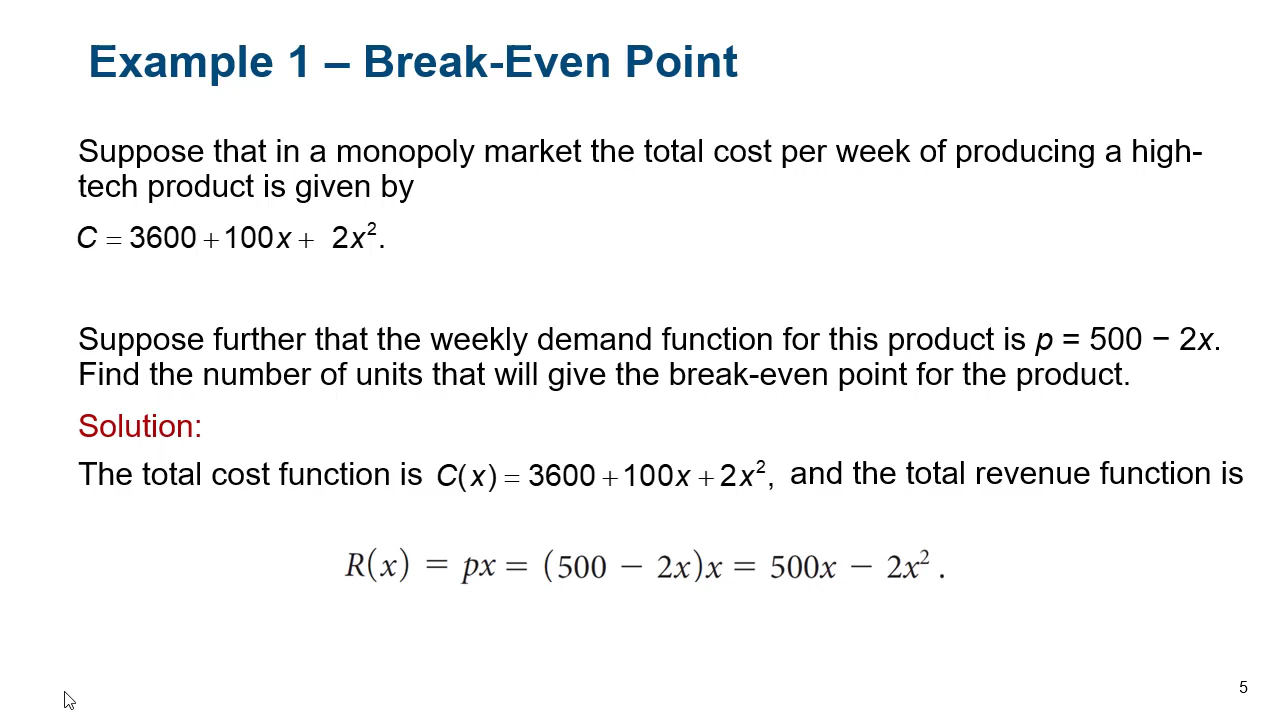 Example 1 – Break-Even Point
Suppose that in a monopoly market the total cost per week of producing a high-
tech product is given by
C = 3600 + 100x + 2x².
Suppose further that the weekly demand function for this product is p = 500 − 2x.
Find the number of units that will give the break-even point for the product.
Solution:
The total cost function is C(x) = 3600 + 100x + 2x², and the total revenue function is
R(x) = px = (500 − 2x)x = 500x − 2x² .
5